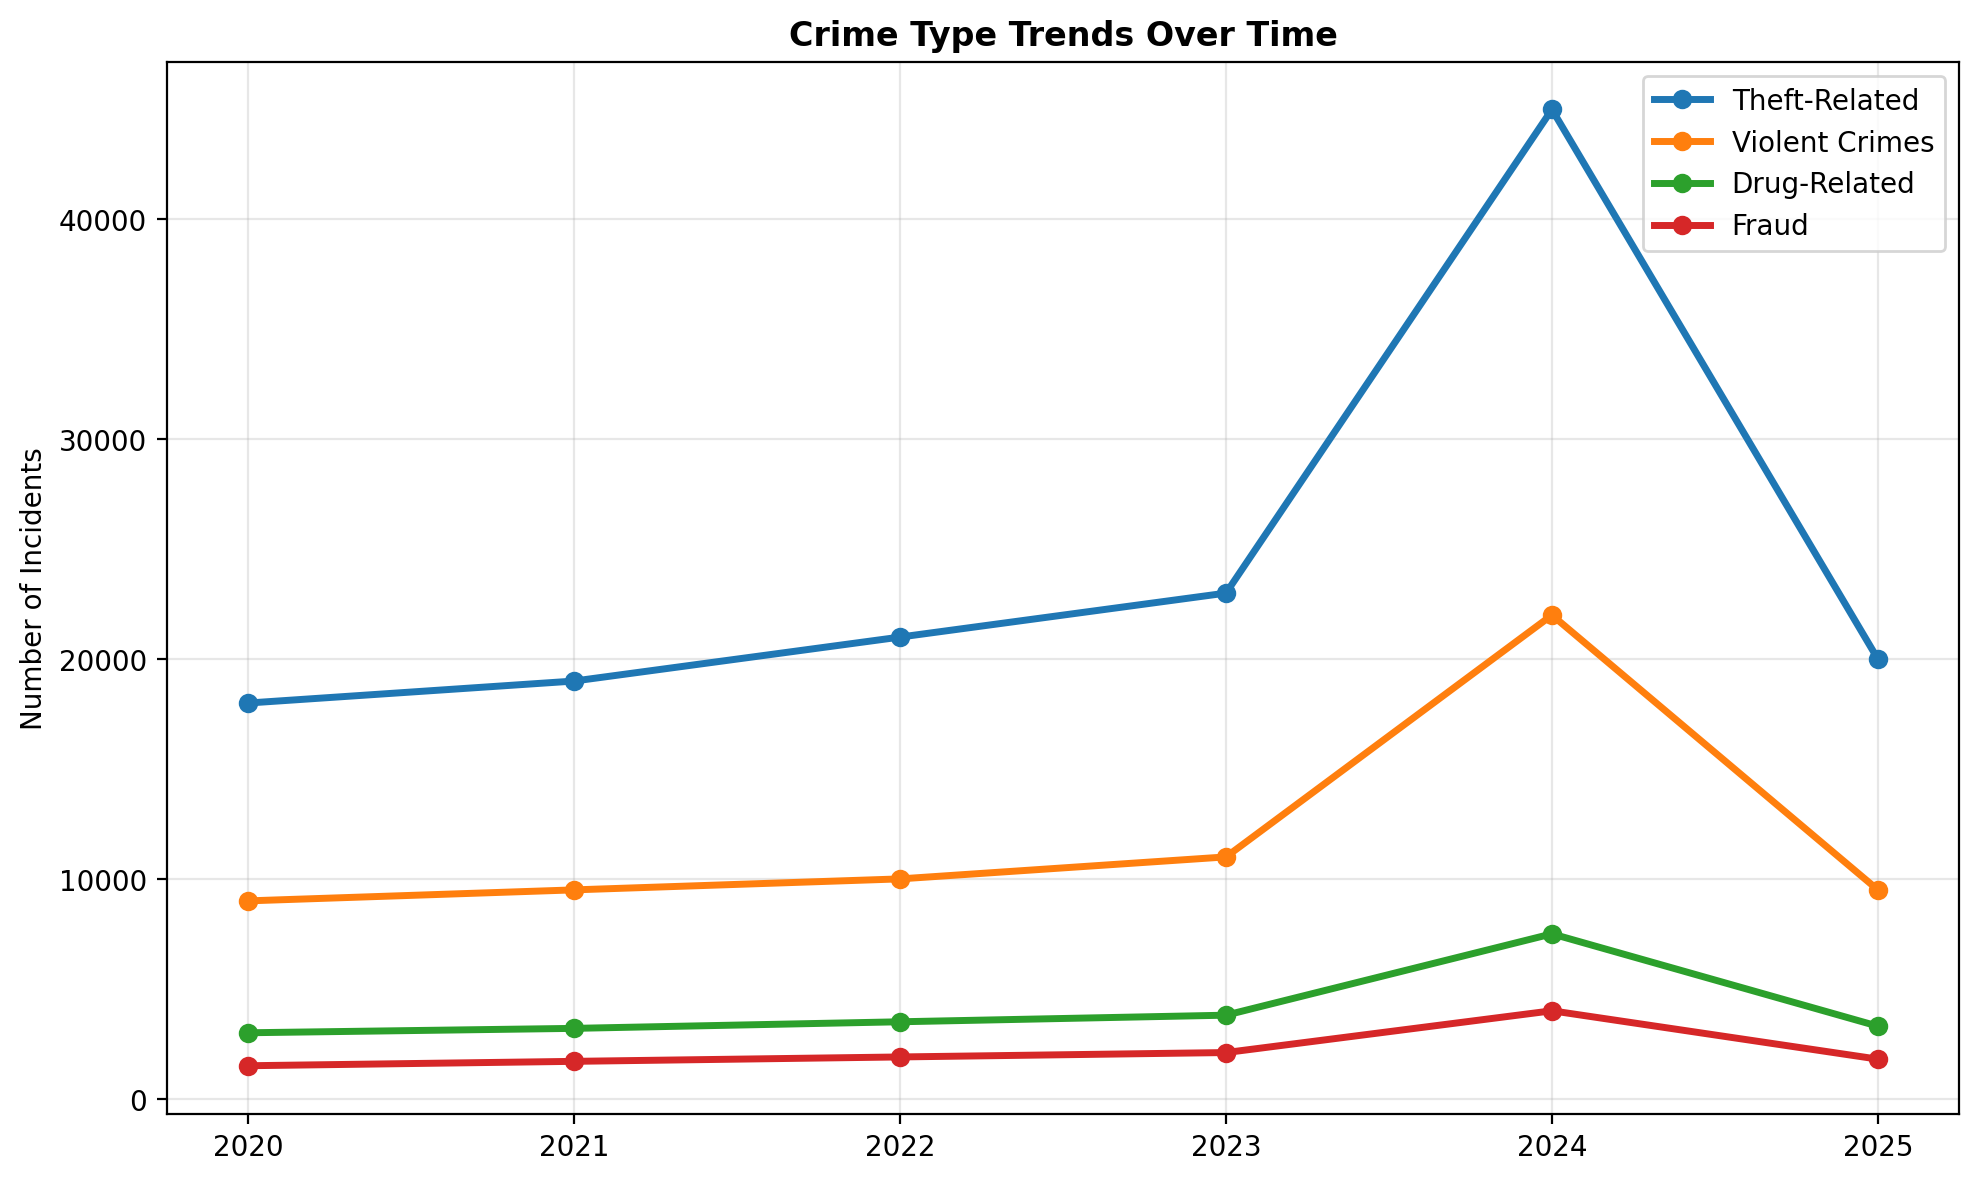 Crime Type Trends Over Time
Theft-Related
Violent Crimes
Drug-Related
Fraud
Number of Incidents
40000
30000
20000
10000
0
2020 2021 2022 2023 2024 2025